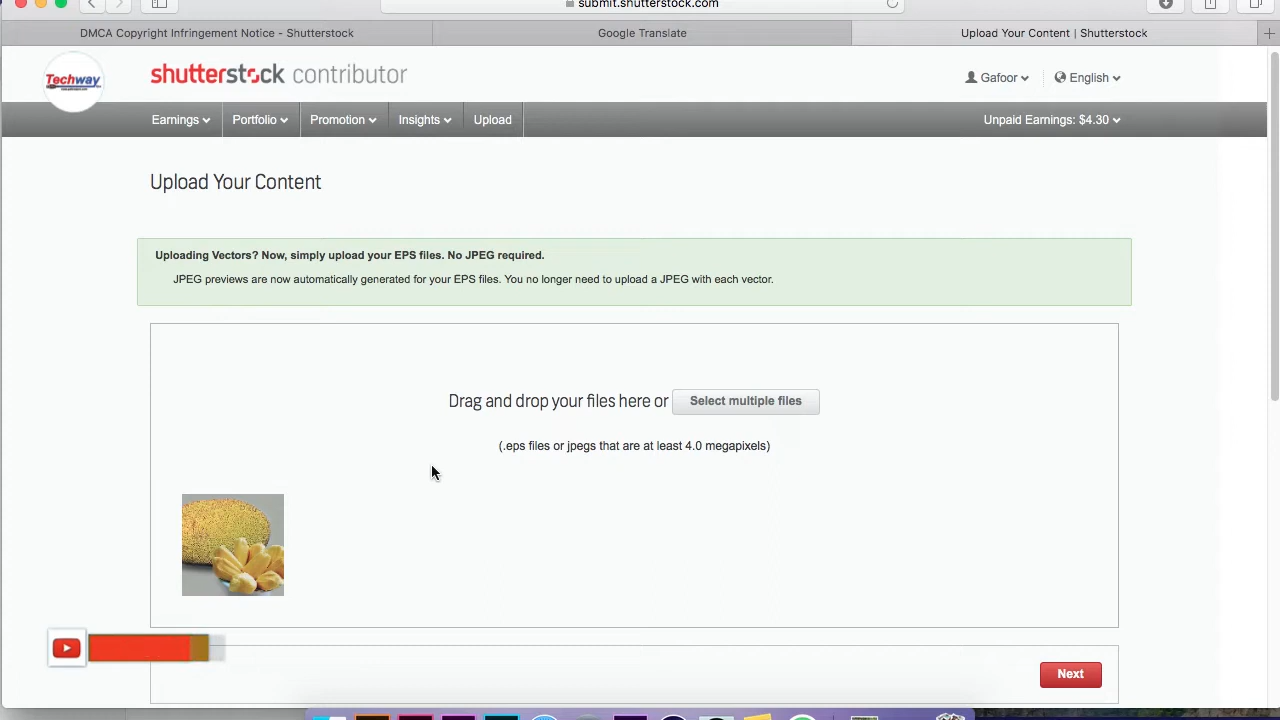 submit.shutterstock.com
DMCA Copyright Infringement Notice - Shutterstock
Google Translate
Upload Your Content | Shutterstock
Techway
shutterstock contributor
Gafoor
English
Earnings
Portfolio
Promotion
Insights
Upload
Unpaid Earnings: $4.30
Upload Your Content
Uploading Vectors? Now, simply upload your EPS files. No JPEG required.
JPEG previews are now automatically generated for your EPS files. You no longer need to upload a JPEG with each vector.
Drag and drop your files here or
Select multiple files
(.eps files or jpegs that are at least 4.0 megapixels)
Next